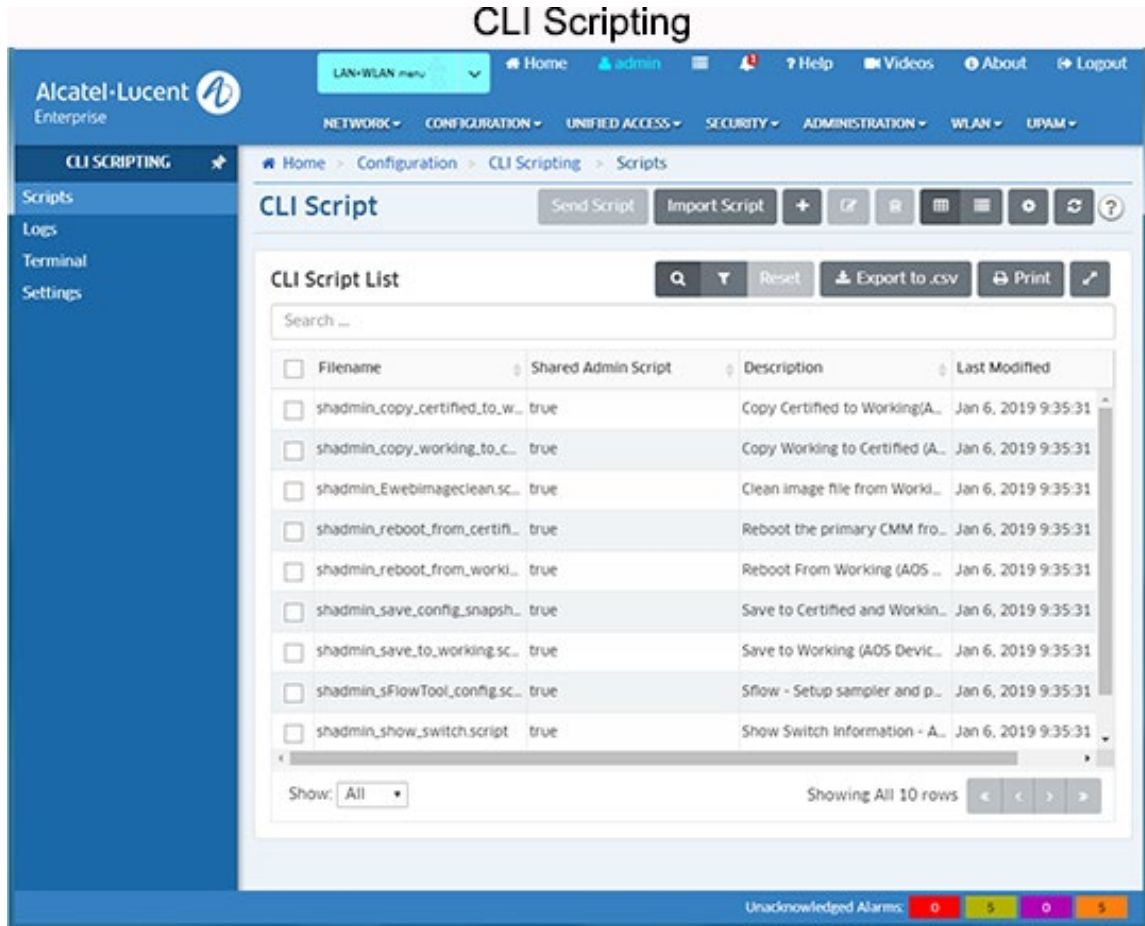 CLI Scripting
Alcatel·Lucent
Enterprise
LAN+WLAN menu
Home admin ? Help Videos About Logout
NETWORK CONFIGURATION UNIFIED ACCESS SECURITY ADMINISTRATION WLAN UPAM
CLI SCRIPTING
Scripts
Logs
Terminal
Settings
Home > Configuration > CLI Scripting > Scripts
CLI Script
Send Script Import Script + ?
CLI Script List
Reset Export to .csv Print
Search ...
Filename Shared Admin Script Description Last Modified
shadmin_copy_certified_to_w... true Copy Certified to Working(A... Jan 6, 2019 9:35:31
shadmin_copy_working_to_c... true Copy Working to Certified (A... Jan 6, 2019 9:35:31
shadmin_Ewebimageclean.sc... true Clean image file from Worki... Jan 6, 2019 9:35:31
shadmin_reboot_from_certifi... true Reboot the primary CMM fro... Jan 6, 2019 9:35:31
shadmin_reboot_from_worki... true Reboot From Working (AOS ... Jan 6, 2019 9:35:31
shadmin_save_config_snapsh... true Save to Certified and Workin... Jan 6, 2019 9:35:31
shadmin_save_to_working.sc... true Save to Working (AOS Devic... Jan 6, 2019 9:35:31
shadmin_sFlowTool_config.sc... true Sflow - Setup sampler and p... Jan 6, 2019 9:35:31
shadmin_show_switch.script true Show Switch Information - A... Jan 6, 2019 9:35:31
Show: All Showing All 10 rows « < > »
Unacknowledged Alarms: 0 5 0 5